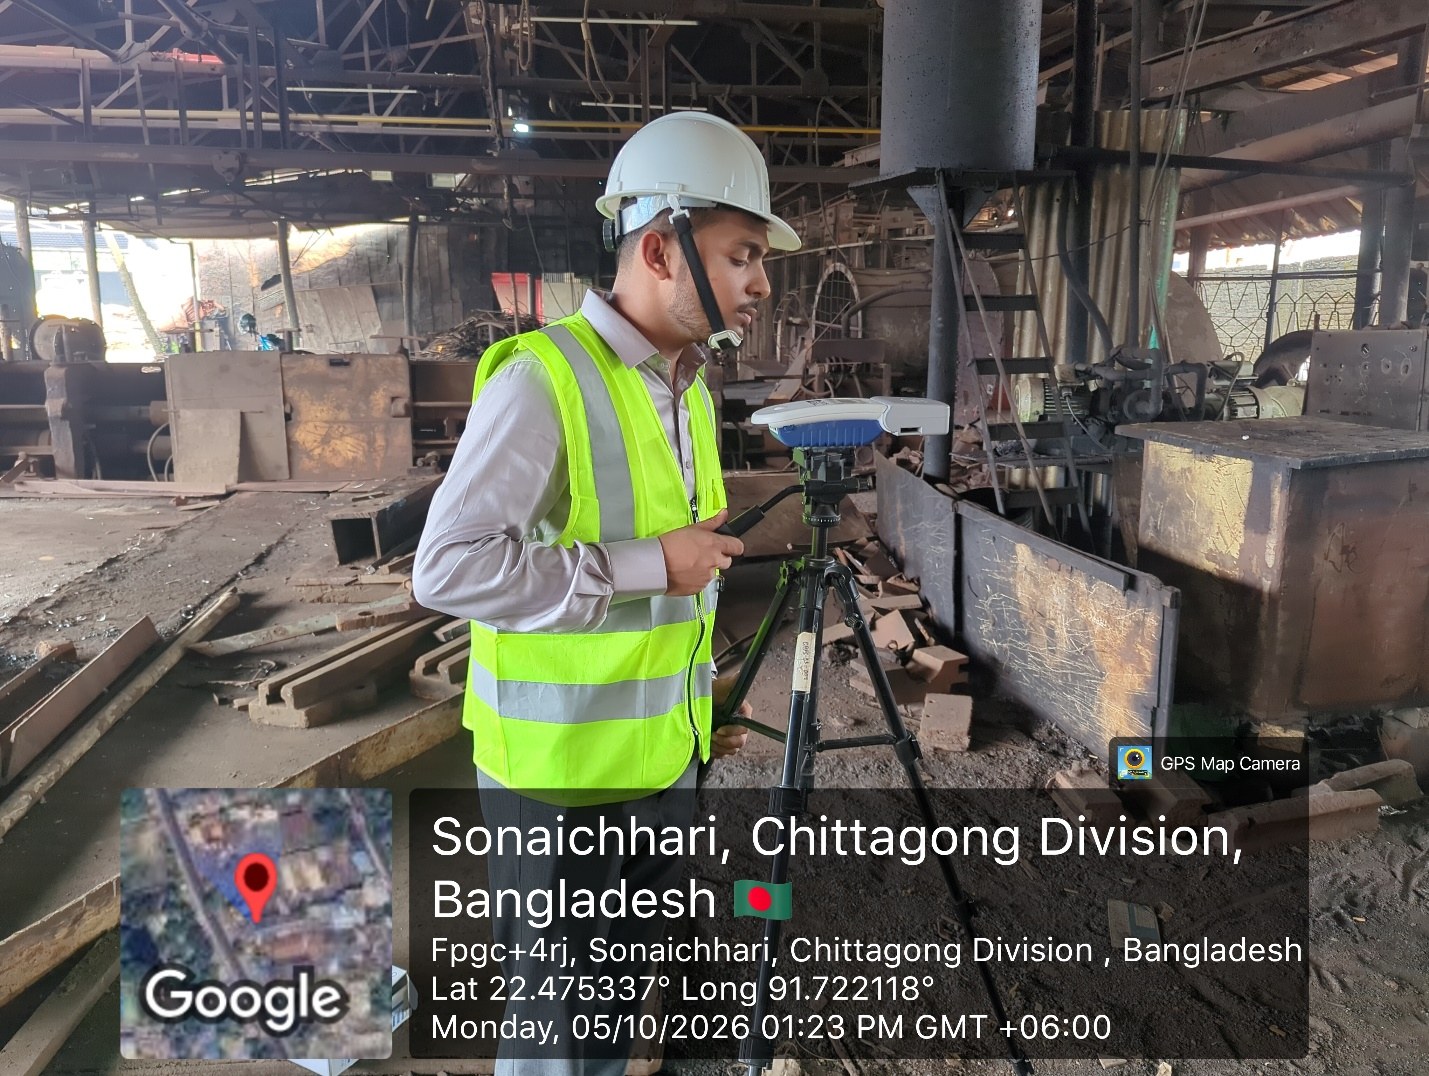 GPS Map Camera
Sonaichhari, Chittagong Division,
Bangladesh 🇧🇩
Fpgc+4rj, Sonaichhari, Chittagong Division , Bangladesh
Lat 22.475337° Long 91.722118°
Monday, 05/10/2026 01:23 PM GMT +06:00
Google